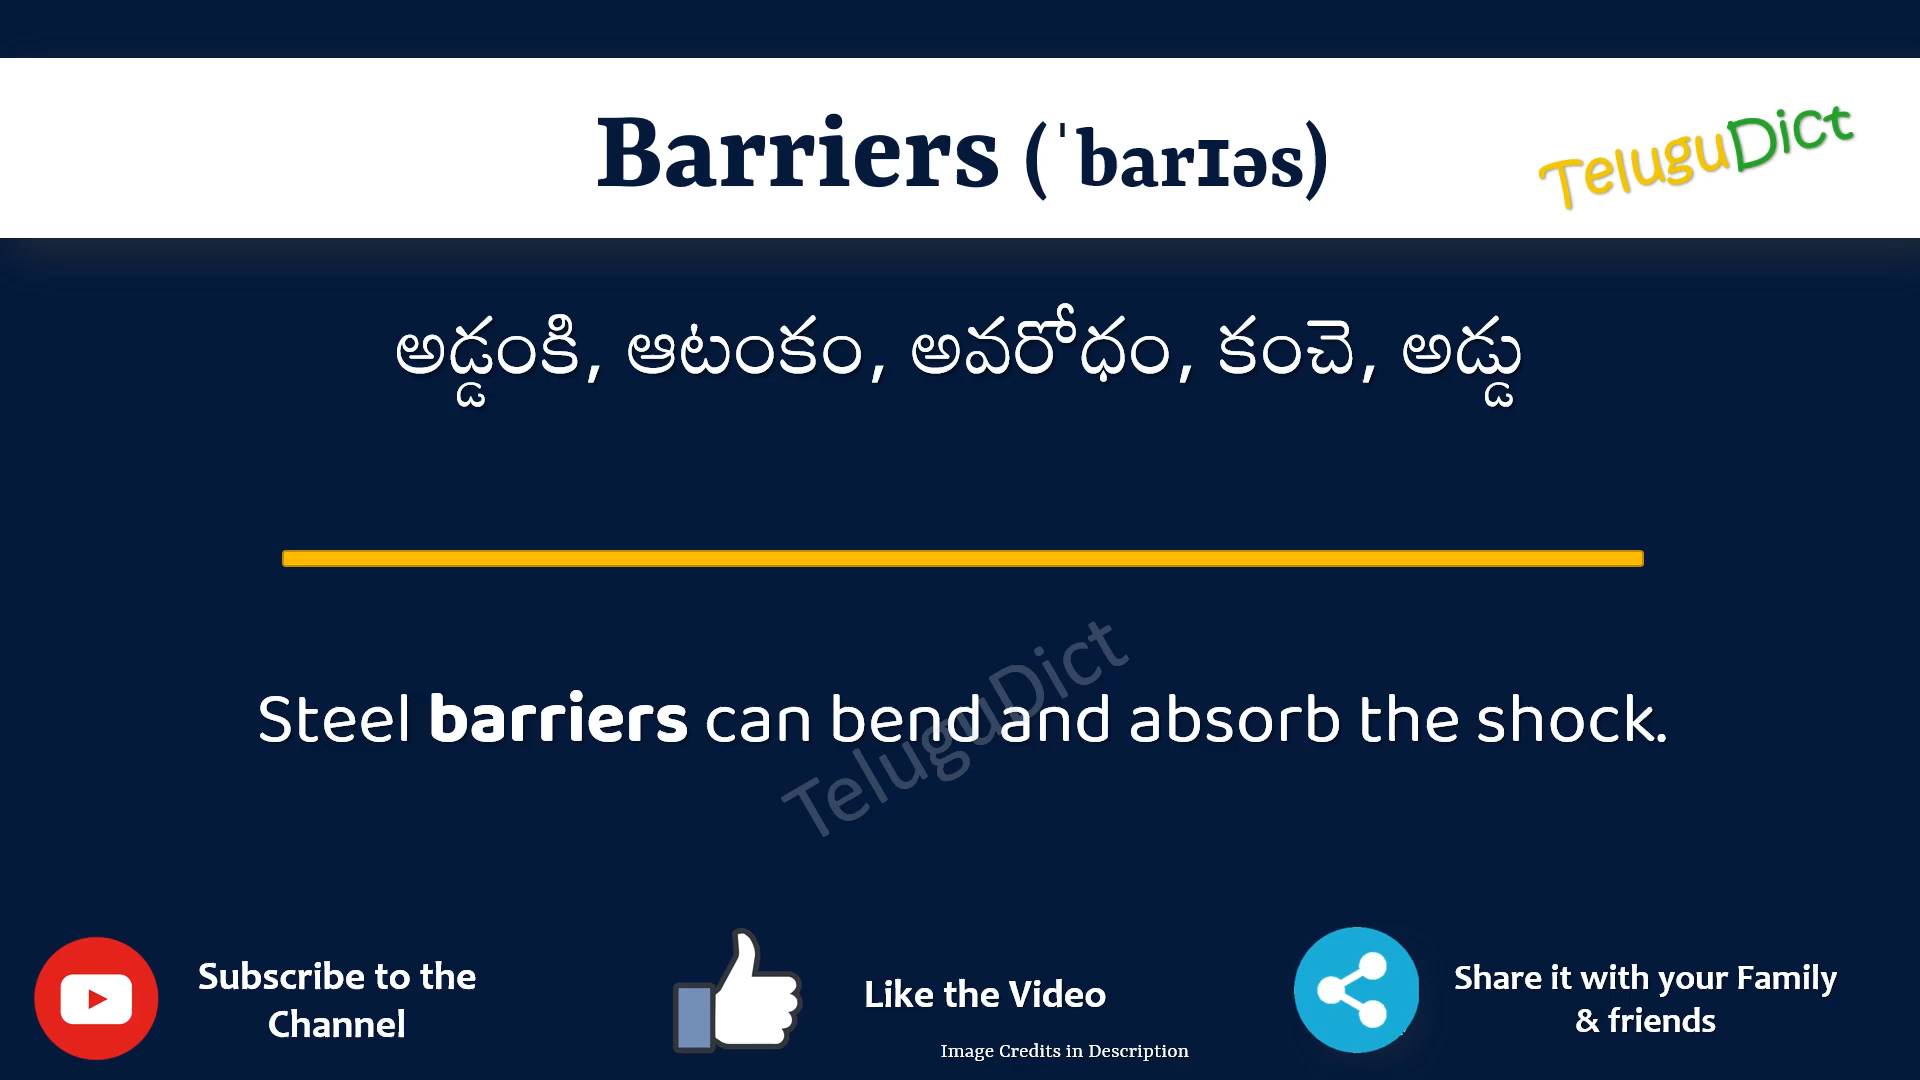 Barriers (ˈbarɪəs)
TeluguDict
అడ్డంకి, ఆటంకం, అవరోధం, కంచె, అడ్డు
Steel barriers can bend and absorb the shock.
TeluguDict
Subscribe to the
Channel
Like the Video
Share it with your Family
& friends
Image Credits in Description